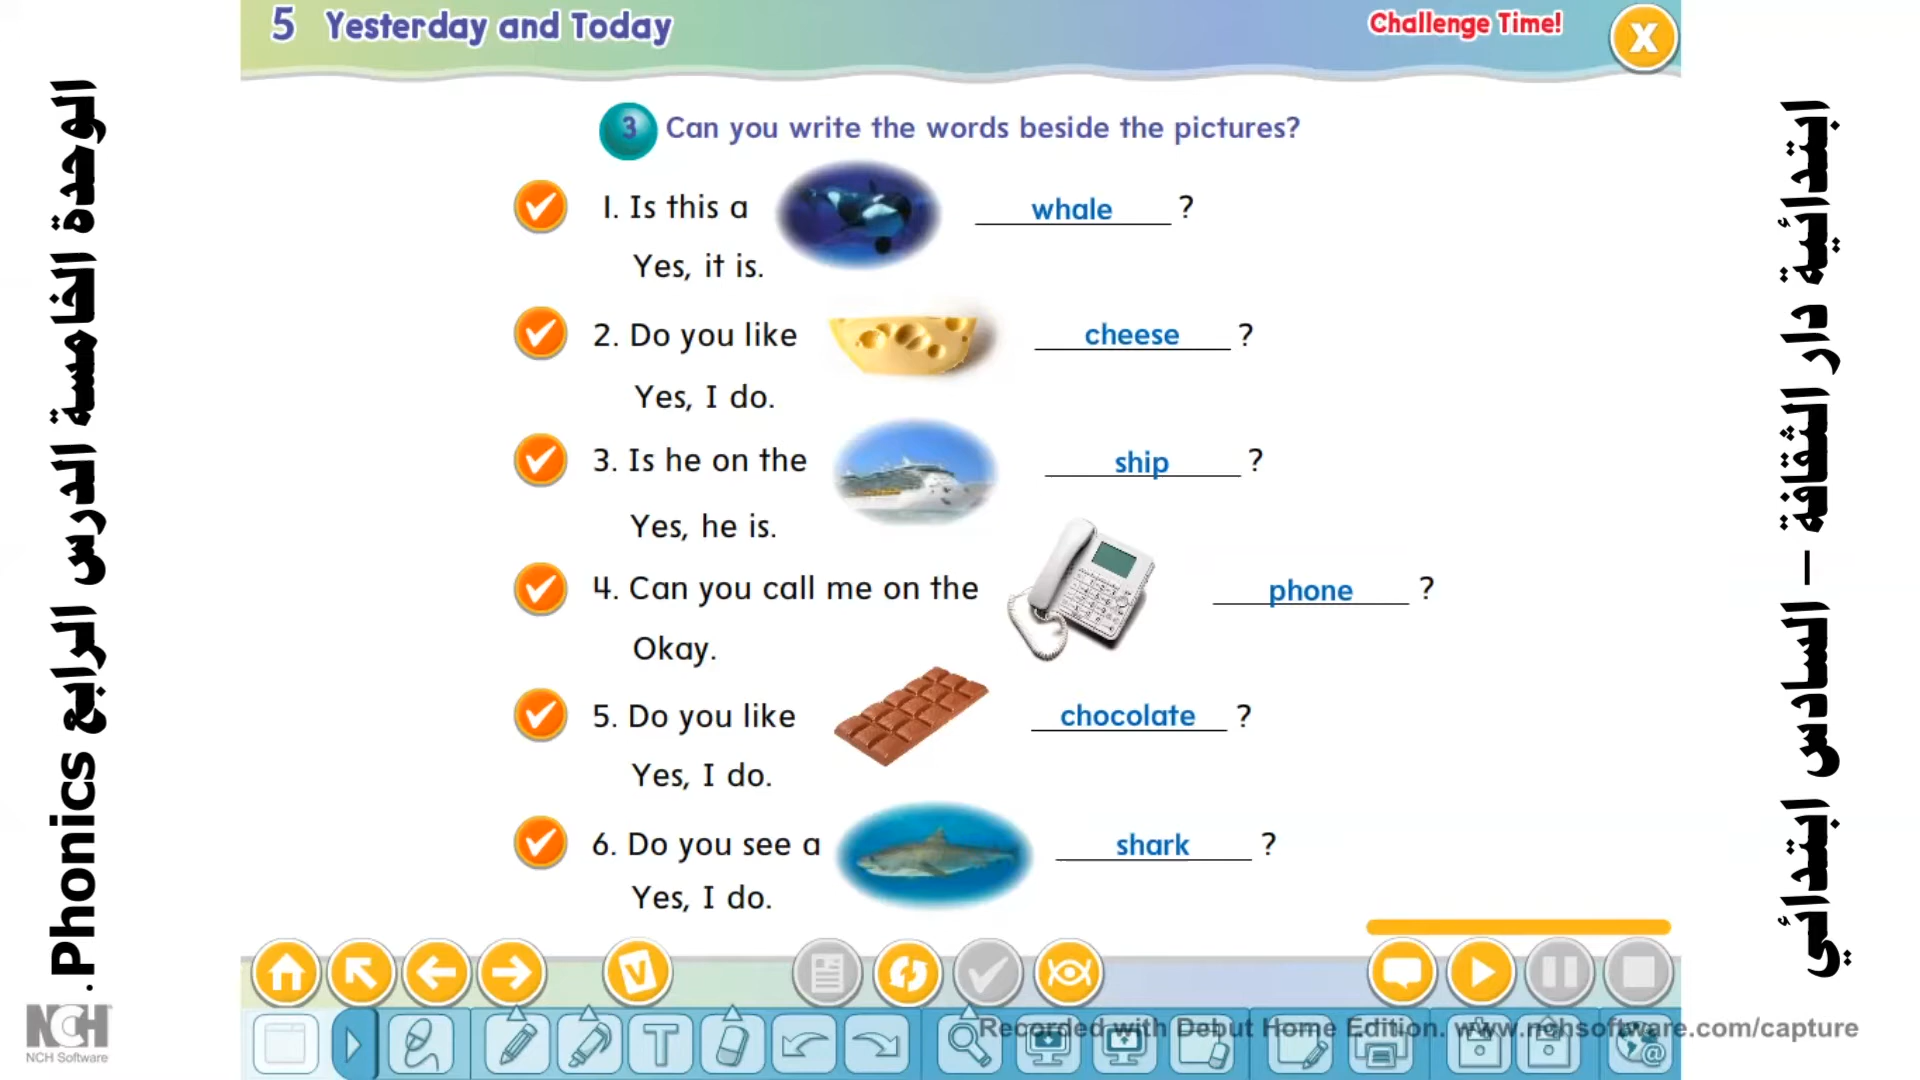 5 Yesterday and Today
Challenge Time!
X
3 Can you write the words beside the pictures?
1. Is this a whale ?
Yes, it is.
2. Do you like cheese ?
Yes, I do.
3. Is he on the ship ?
Yes, he is.
4. Can you call me on the phone ?
Okay.
5. Do you like chocolate ?
Yes, I do.
6. Do you see a shark ?
Yes, I do.
الوحدة الخامسة الدرس الرابع Phonics.
ابتدائية دار الثقافة – السادس ابتدائي
V
T
NCH
NCH Software
Recorded with Debut Home Edition. www.nchsoftware.com/capture